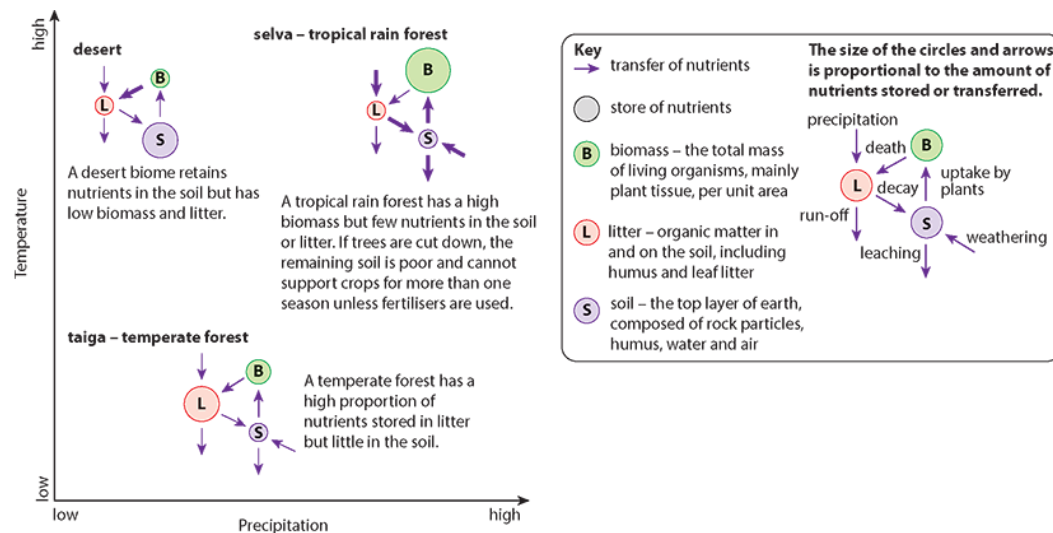 high
Temperature
low
low
Precipitation
high
desert
B
L
S
A desert biome retains
nutrients in the soil but has
low biomass and litter.
selva – tropical rain forest
B
L
S
A tropical rain forest has a high
biomass but few nutrients in the soil
or litter. If trees are cut down, the
remaining soil is poor and cannot
support crops for more than one
season unless fertilisers are used.
taiga – temperate forest
B
L
S
A temperate forest has a
high proportion of
nutrients stored in litter
but little in the soil.
Key
transfer of nutrients
store of nutrients
B
biomass – the total mass
of living organisms, mainly
plant tissue, per unit area
L
litter – organic matter in
and on the soil, including
humus and leaf litter
S
soil – the top layer of earth,
composed of rock particles,
humus, water and air
The size of the circles and arrows
is proportional to the amount of
nutrients stored or transferred.
precipitation
death
B
L
decay
uptake by
plants
run-off
S
leaching
weathering